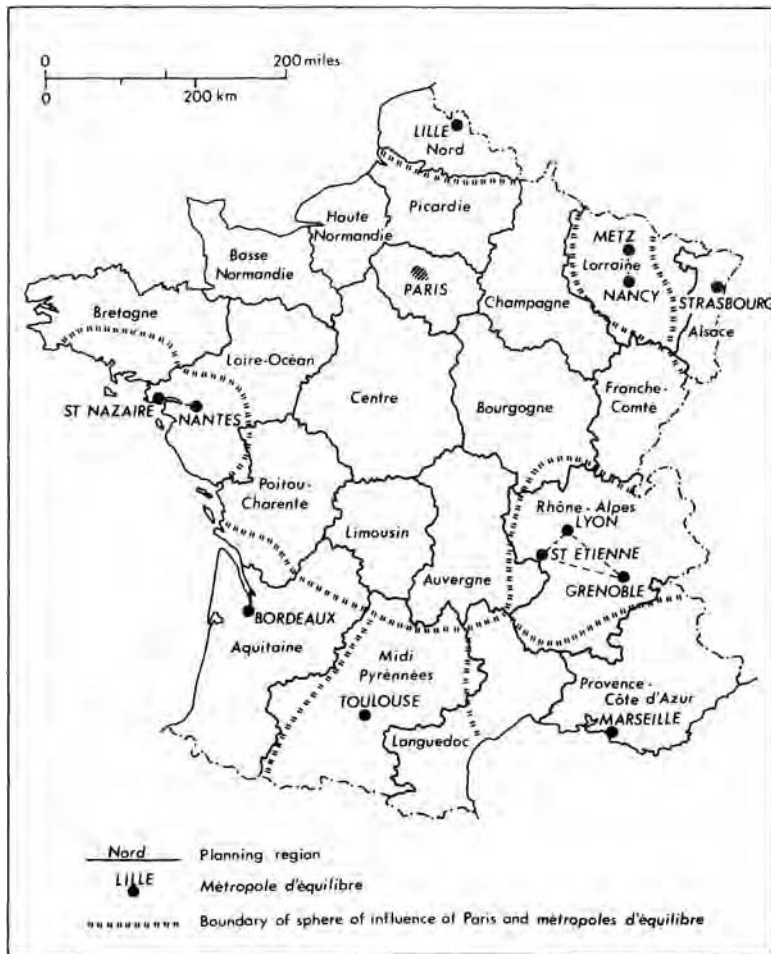 0 200 miles
0 200 km
LILLE
Nord
Picardie
Haute
Normandie
Basse
Normandie
PARIS
Champagne
METZ
Lorraine
NANCY
STRASBOURG
Alsace
Bretagne
Loire-Océan
ST NAZAIRE
NANTES
Centre
Bourgogne
Franche-
Comté
Poitou-
Charente
Limousin
Auvergne
Rhône-Alpes
LYON
ST ETIENNE
GRENOBLE
BORDEAUX
Aquitaine
Midi
Pyrénnées
TOULOUSE
Languedoc
Provence-
Côte d'Azur
MARSEILLE
Nord Planning region
LILLE Métropole d'équilibre
Boundary of sphere of influence of Paris and métropoles d'équilibre